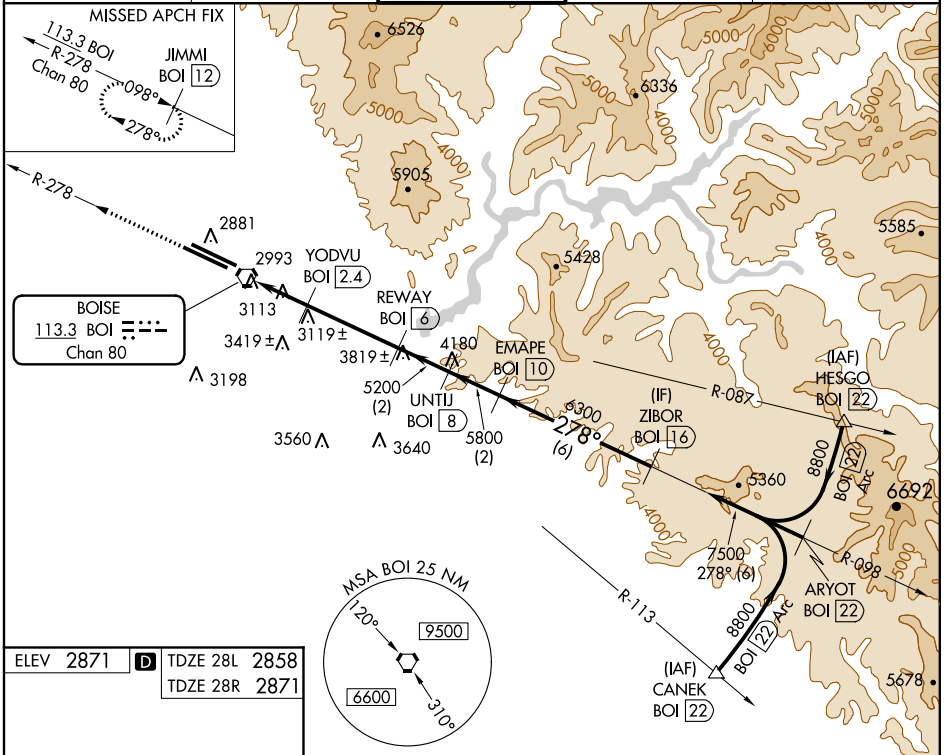 MISSED APCH FIX
113.3 BOI
Chan 80
R-278
098°
278°
JIMMI
BOI 12
6526
5000
6336
4000
5000
6000
5000
5000
4000
5905
R-278
2881
2993
YODVU
BOI 2.4
REWAY
BOI 6
5428
5585
4000
BOISE
113.3 BOI
Chan 80
3113
3419 ±
3119 ±
3819 ±
4180
3198
EMAPE
BOI 10
5200
(2)
UNTIJ
BOI 8
5800
(2)
6300
278°
(6)
(IF)
ZIBOR
BOI 16
R-087
(IAF)
HESGO
BOI 22
3560
3640
4000
5360
8800
BOI 22 Arc
6692
5000
7500
278° (6)
ARYOT
BOI 22
R-098
R-113
8800
BOI 22 Arc
(IAF)
CANEK
BOI 22
4000
5678
MSA BOI 25 NM
120°
9500
6600
310°
ELEV 2871
D
TDZE 28L 2858
TDZE 28R 2871